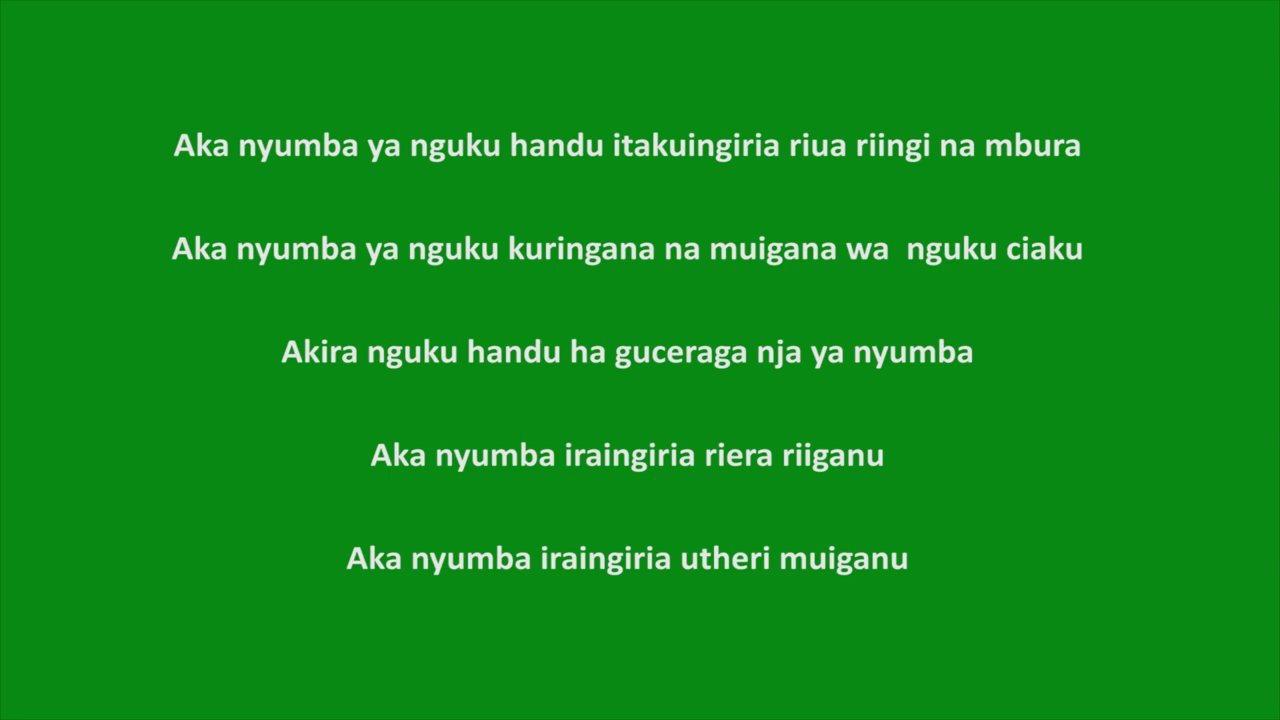 Aka nyumba ya nguku handu itakuingiria riua riingi na mbura
Aka nyumba ya nguku kuringana na muigana wa  nguku ciaku
Akira nguku handu ha guceraga nja ya nyumba
Aka nyumba iraingiria riera riiganu
Aka nyumba iraingiria utheri muiganu